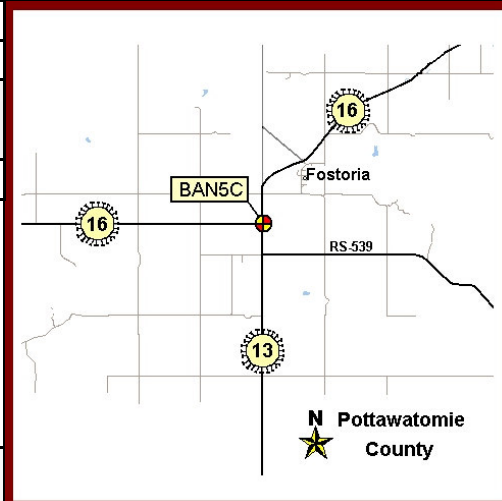 16
Fostoria
BAN5C
16
RS-539
13
N Pottawatomie
County